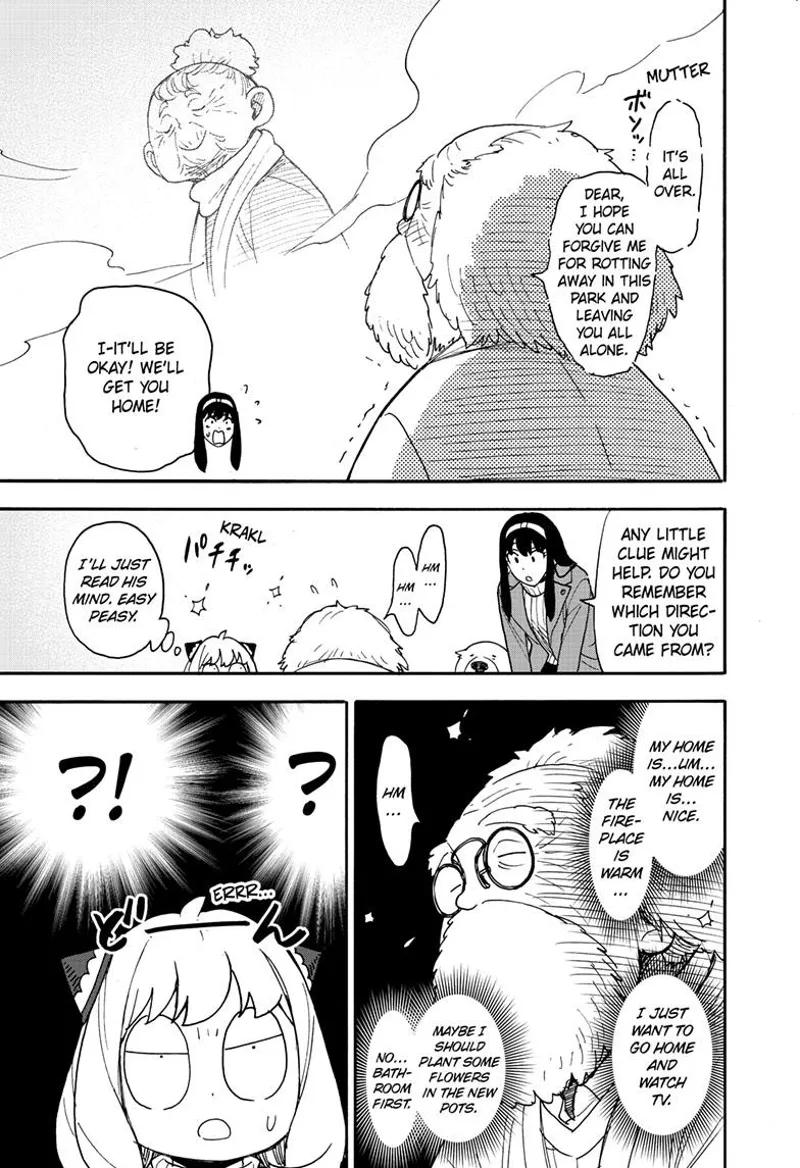 MUTTER
ボンッ…
IT'S
ALL
OVER.
DEAR,
I HOPE
YOU CAN
FORGIVE ME
FOR ROTTING
AWAY IN THIS
PARK AND
LEAVING
YOU ALL
ALONE.
I-IT'LL BE
OKAY! WE'LL
GET YOU
HOME!
ANY LITTLE
CLUE MIGHT
HELP. DO YOU
REMEMBER
WHICH DIREC-
TION YOU
CAME FROM?
HM
...
HM
...
KRAKL
パチチッ
I'LL JUST
READ HIS
MIND. EASY
PEASY.
MY HOME
IS...UM...
MY HOME
IS...
NICE.
THE
FIRE-
PLACE
IS
WARM
...
HM
...
I JUST
WANT TO
GO HOME
AND
WATCH
TV.
MAYBE I
SHOULD
PLANT SOME
FLOWERS
IN THE NEW
POTS.
NO...
BATH-
ROOM
FIRST.
?
?!
ERRR...
どーん